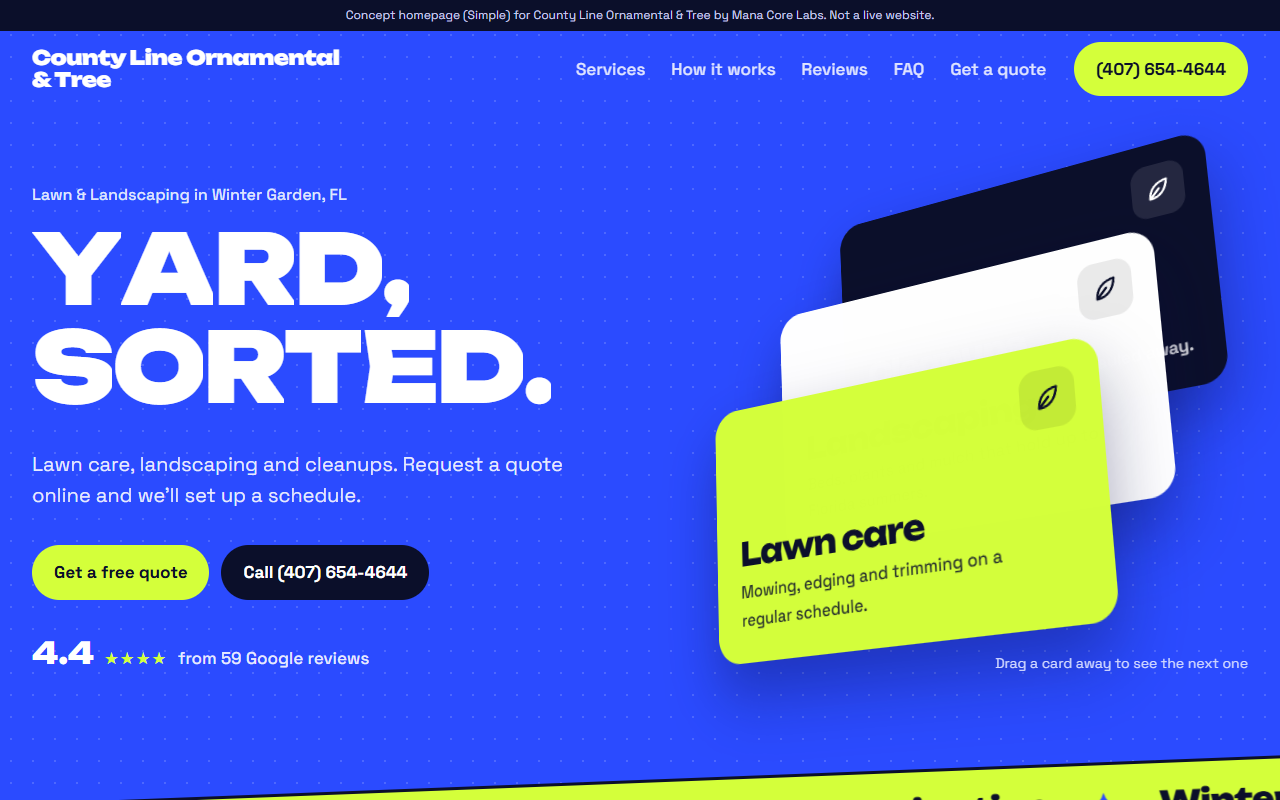 Concept homepage (Simple) for County Line Ornamental & Tree by Mana Core Labs. Not a live website.
County Line Ornamental
& Tree
Services
How it works
Reviews
FAQ
Get a quote
(407) 654-4644
Lawn & Landscaping in Winter Garden, FL
YARD,
SORTED.
Lawn care, landscaping and cleanups. Request a quote
online and we'll set up a schedule.
Get a free quote
Call (407) 654-4644
4.4 ★★★★ from 59 Google reviews
Lawn care
Mowing, edging and trimming on a
regular schedule.
Drag a card away to see the next one